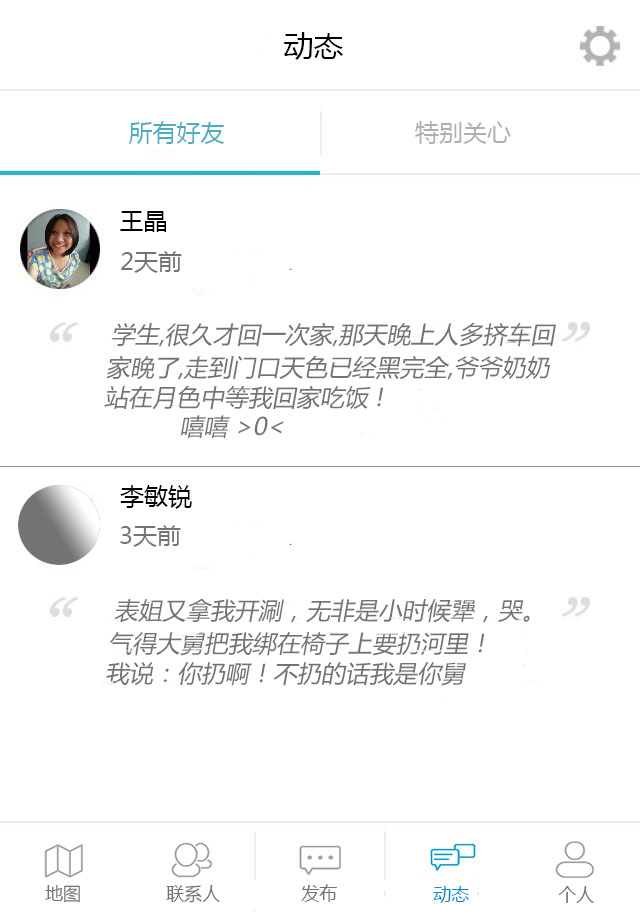 动态
所有好友
特别关心
王晶
2天前
“ 学生,很久才回一次家,那天晚上人多挤车回 ”
家晚了,走到门口天色已经黑完全,爷爷奶奶
站在月色中等我回家吃饭！
嘻嘻 >0<
李敏锐
3天前
“ 表姐又拿我开涮，无非是小时候犟，哭。 ”
气得大舅把我绑在椅子上要扔河里！
我说：你扔啊！不扔的话我是你舅
地图
联系人
发布
动态
个人